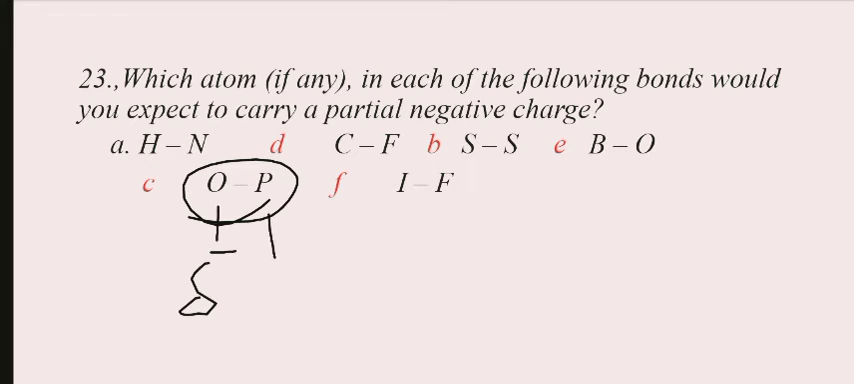 23.,Which atom (if any), in each of the following bonds would
you expect to carry a partial negative charge?
a. H – N d C – F b S – S e B – O
c O – P f I – F
δ